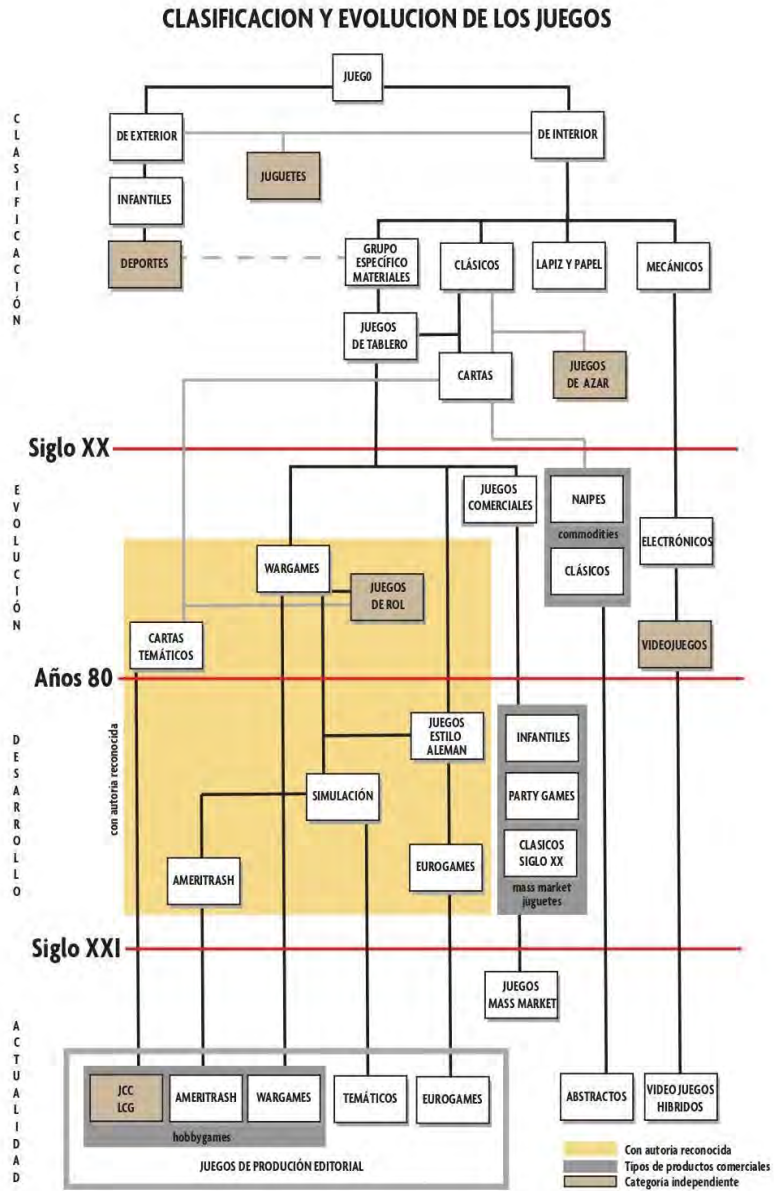 CLASIFICACION Y EVOLUCION DE LOS JUEGOS
JUEGO
CLASIFICACIÓN
DE EXTERIOR
DE INTERIOR
JUGUETES
INFANTILES
DEPORTES
GRUPO
ESPECÍFICO
MATERIALES
CLÁSICOS
LAPIZ Y PAPEL
MECÁNICOS
JUEGOS
DE TABLERO
CARTAS
JUEGOS
DE AZAR
Siglo XX
EVOLUCIÓN
JUEGOS
COMERCIALES
NAIPES
commodities
CLÁSICOS
ELECTRÓNICOS
WARGAMES
JUEGOS
DE ROL
CARTAS
TEMÁTICOS
VIDEOJUEGOS
Años 80
DESARROLLO
con autoria reconocida
JUEGOS
ESTILO
ALEMAN
INFANTILES
SIMULACIÓN
PARTY GAMES
AMERITRASH
EUROGAMES
CLASICOS
SIGLO XX
mass market
juguetes
Siglo XXI
JUEGOS
MASS MARKET
ACTUALIDAD
JCC
LCG
AMERITRASH
WARGAMES
TEMÁTICOS
EUROGAMES
ABSTRACTOS
VIDEO JUEGOS
HIBRIDOS
hobbygames
JUEGOS DE PRODUCIÓN EDITORIAL
Con autoria reconocida
Tipos de productos comerciales
Categoria independiente